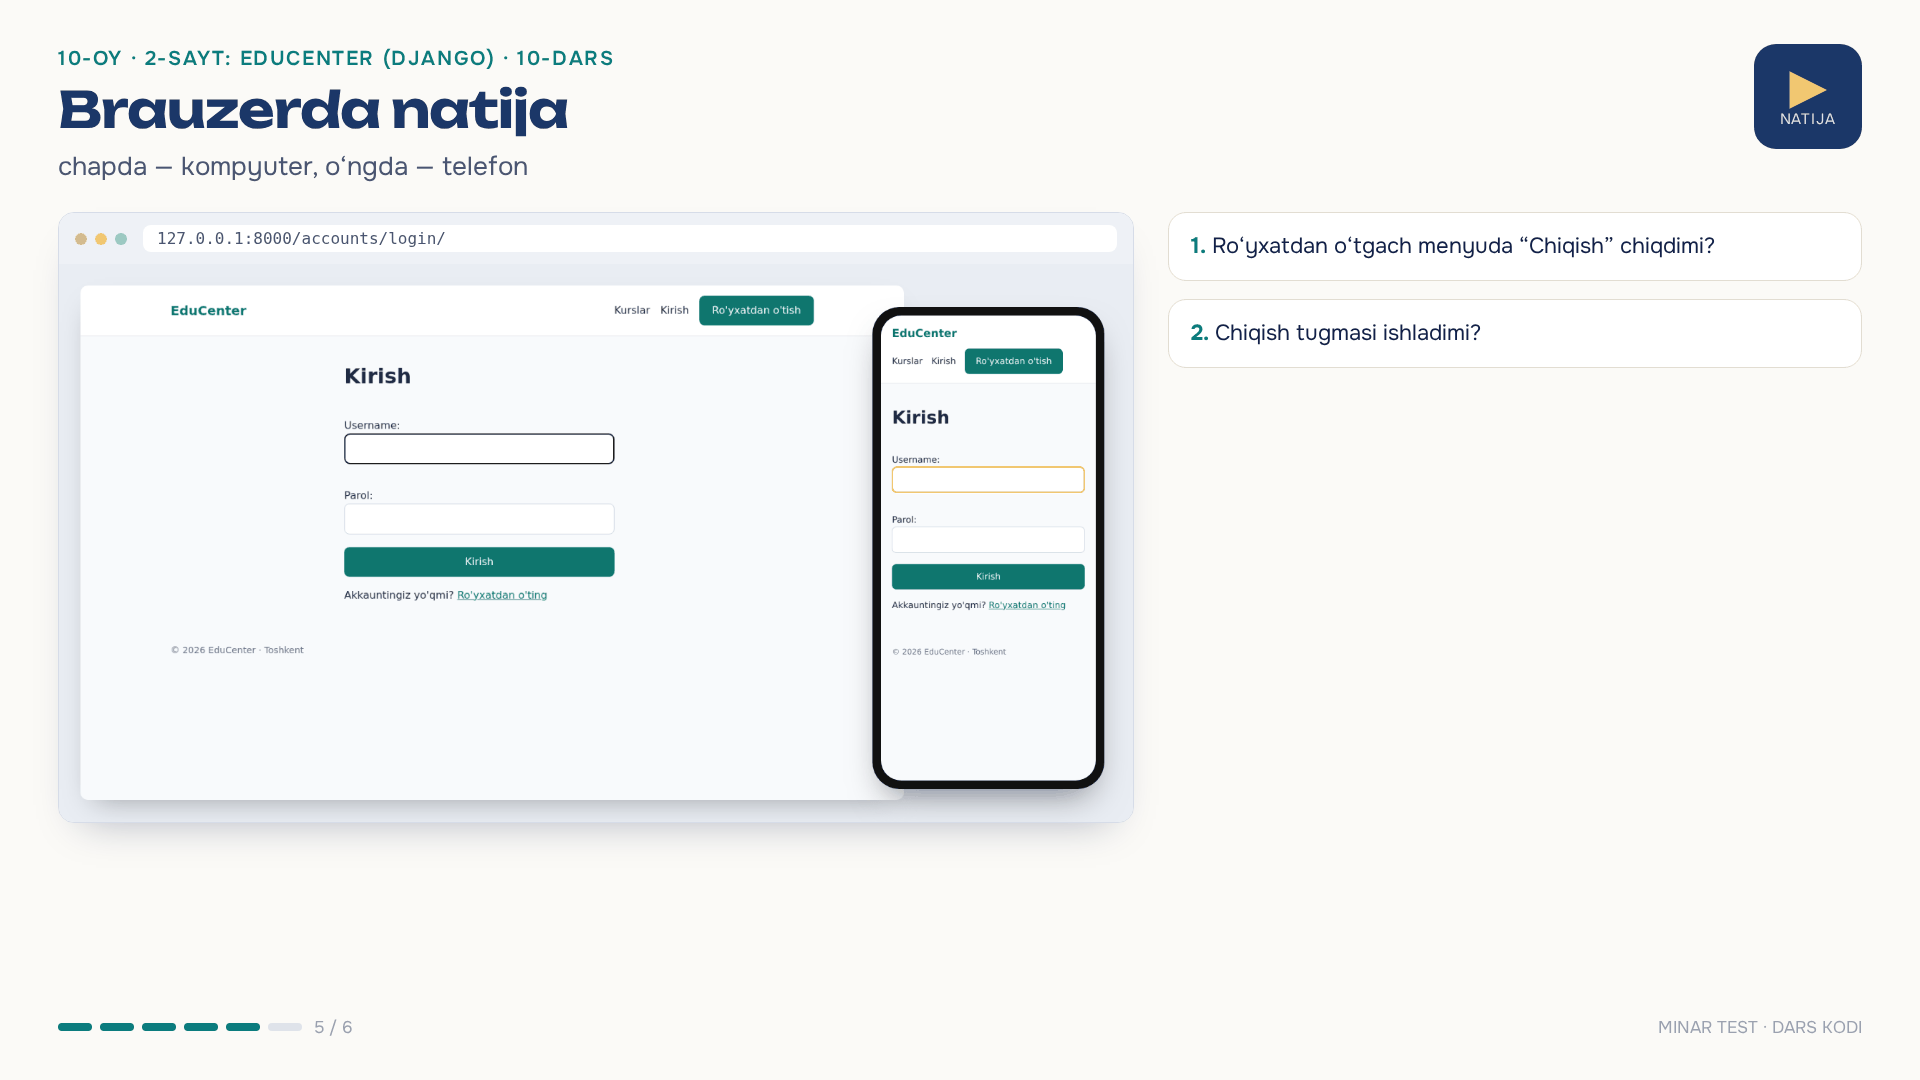 10-OY · 2-SAYT: EDUCENTER (DJANGO) · 10-DARS
Brauzerda natija
chapda — kompyuter, o‘ngda — telefon
NATIJA
127.0.0.1:8000/accounts/login/
EduCenter
Kurslar Kirish Ro'yxatdan o'tish
Kirish
Username:
Parol:
Kirish
Akkauntingiz yo'qmi? Ro'yxatdan o'ting
© 2026 EduCenter · Toshkent
EduCenter
Kurslar Kirish Ro'yxatdan o'tish
Kirish
Username:
Parol:
Kirish
Akkauntingiz yo'qmi? Ro'yxatdan o'ting
© 2026 EduCenter · Toshkent
1. Ro‘yxatdan o‘tgach menyuda “Chiqish” chiqdimi?
2. Chiqish tugmasi ishladimi?
5 / 6
MINAR TEST · DARS KODI